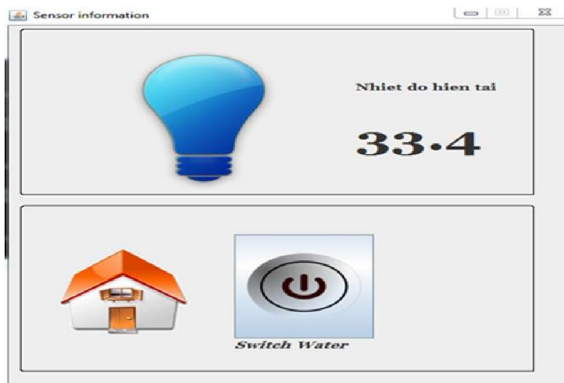 Sensor information
Nhiet do hien tai
33.4
Switch Water